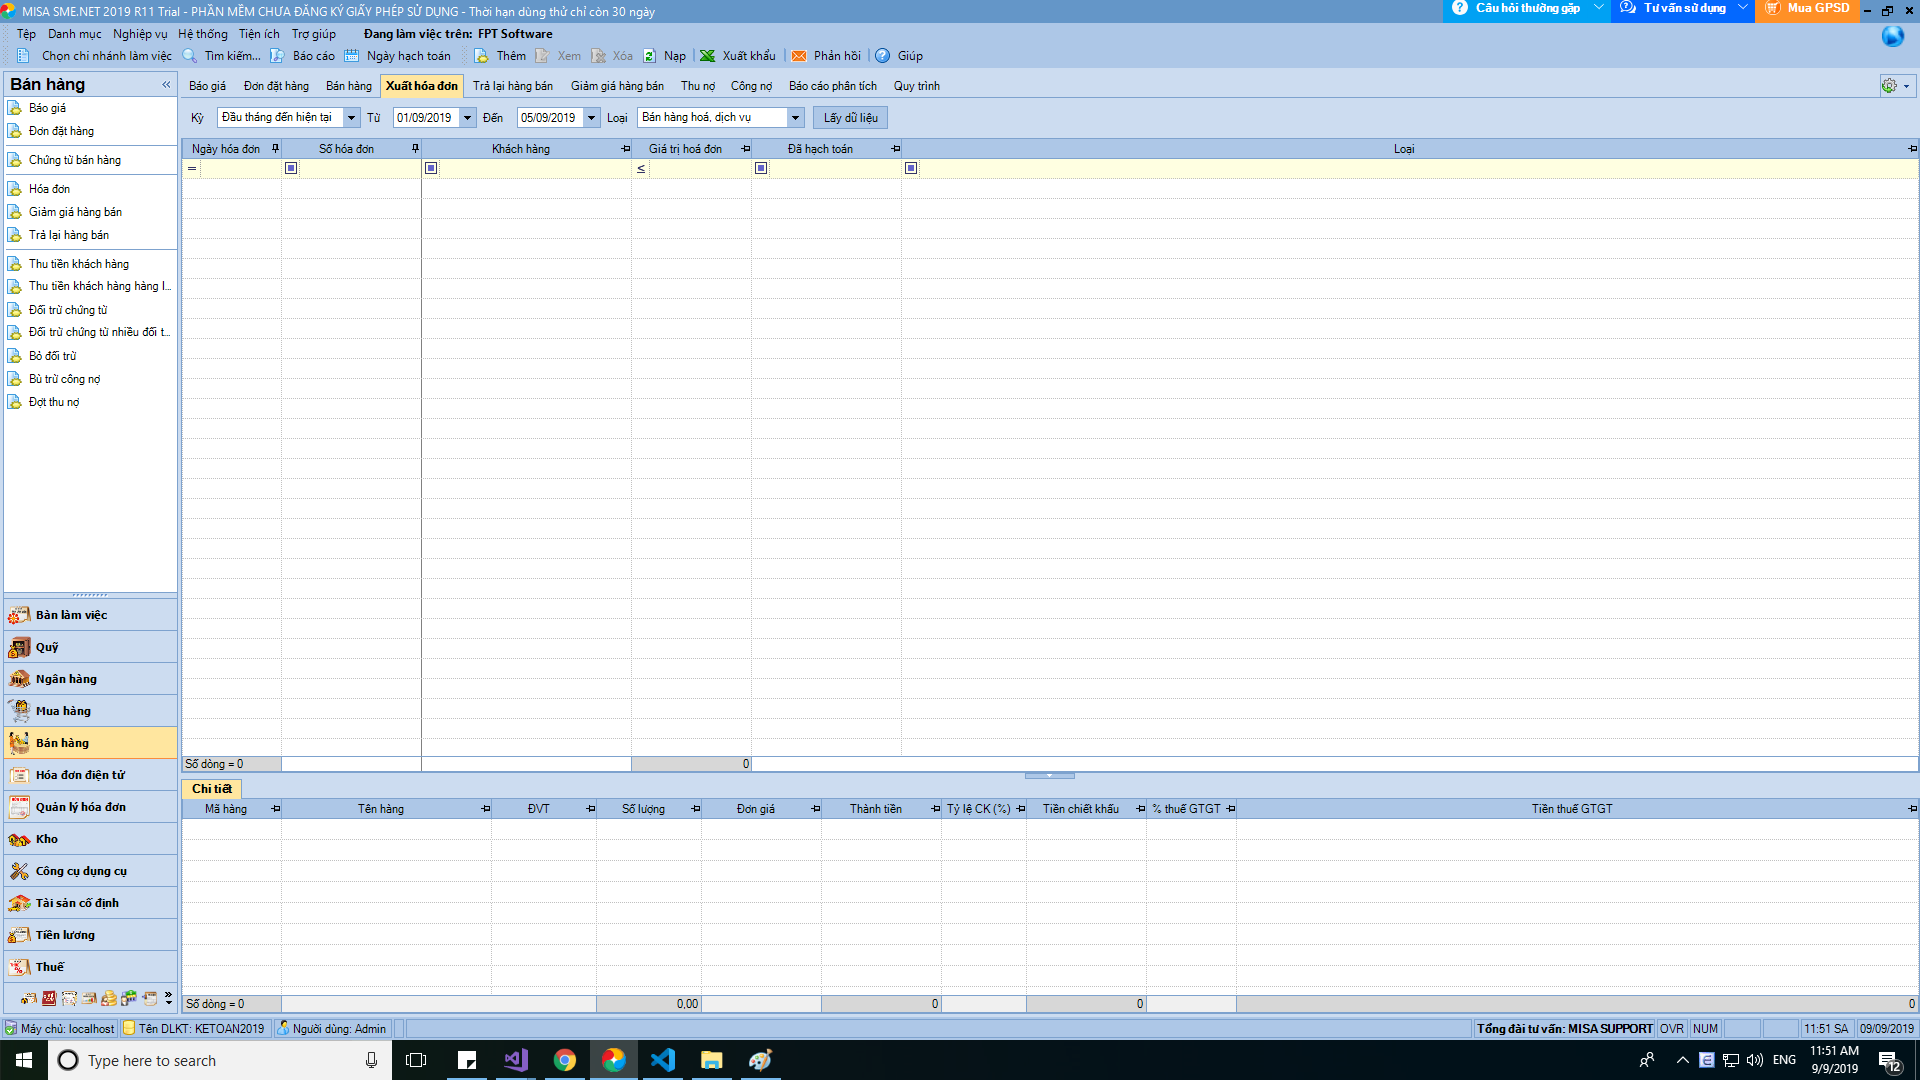 MISA SME.NET 2019 R11 Trial - PHẦN MỀM CHƯA ĐĂNG KÝ GIẤY PHÉP SỬ DỤNG - Thời hạn dùng thử chỉ còn 30 ngày
Câu hỏi thường gặp
Tư vấn sử dụng
Mua GPSD
Tệp Danh mục Nghiệp vụ Hệ thống Tiện ích Trợ giúp Đang làm việc trên: FPT Software
Chọn chi nhánh làm việc Tìm kiếm... Báo cáo Ngày hạch toán Thêm Xem Xóa Nạp Xuất khẩu Phản hồi Giúp
Bán hàng
Báo giá
Đơn đặt hàng
Chứng từ bán hàng
Hóa đơn
Giảm giá hàng bán
Trả lại hàng bán
Thu tiền khách hàng
Thu tiền khách hàng hàng l...
Đối trừ chứng từ
Đối trừ chứng từ nhiều đối t...
Bỏ đối trừ
Bù trừ công nợ
Đợt thu nợ
Bàn làm việc
Quỹ
Ngân hàng
Mua hàng
Bán hàng
Hóa đơn điện tử
Quản lý hóa đơn
Kho
Công cụ dụng cụ
Tài sản cố định
Tiền lương
Thuế
Báo giá Đơn đặt hàng Bán hàng Xuất hóa đơn Trả lại hàng bán Giảm giá hàng bán Thu nợ Công nợ Báo cáo phân tích Quy trình
Kỳ Đầu tháng đến hiện tại Từ 01/09/2019 Đến 05/09/2019 Loại Bán hàng hoá, dịch vụ Lấy dữ liệu
Ngày hóa đơn Số hóa đơn Khách hàng Giá trị hoá đơn Đã hạch toán Loại
= ≤
Số dòng = 0 0
Chi tiết
Mã hàng Tên hàng ĐVT Số lượng Đơn giá Thành tiền Tỷ lệ CK (%) Tiền chiết khấu % thuế GTGT Tiền thuế GTGT
Số dòng = 0 0,00 0 0 0
Máy chủ: localhost Tên DLKT: KETOAN2019 Người dùng: Admin Tổng đài tư vấn: MISA SUPPORT OVR NUM 11:51 SA 09/09/2019
Type here to search
ENG
11:51 AM
9/9/2019
12